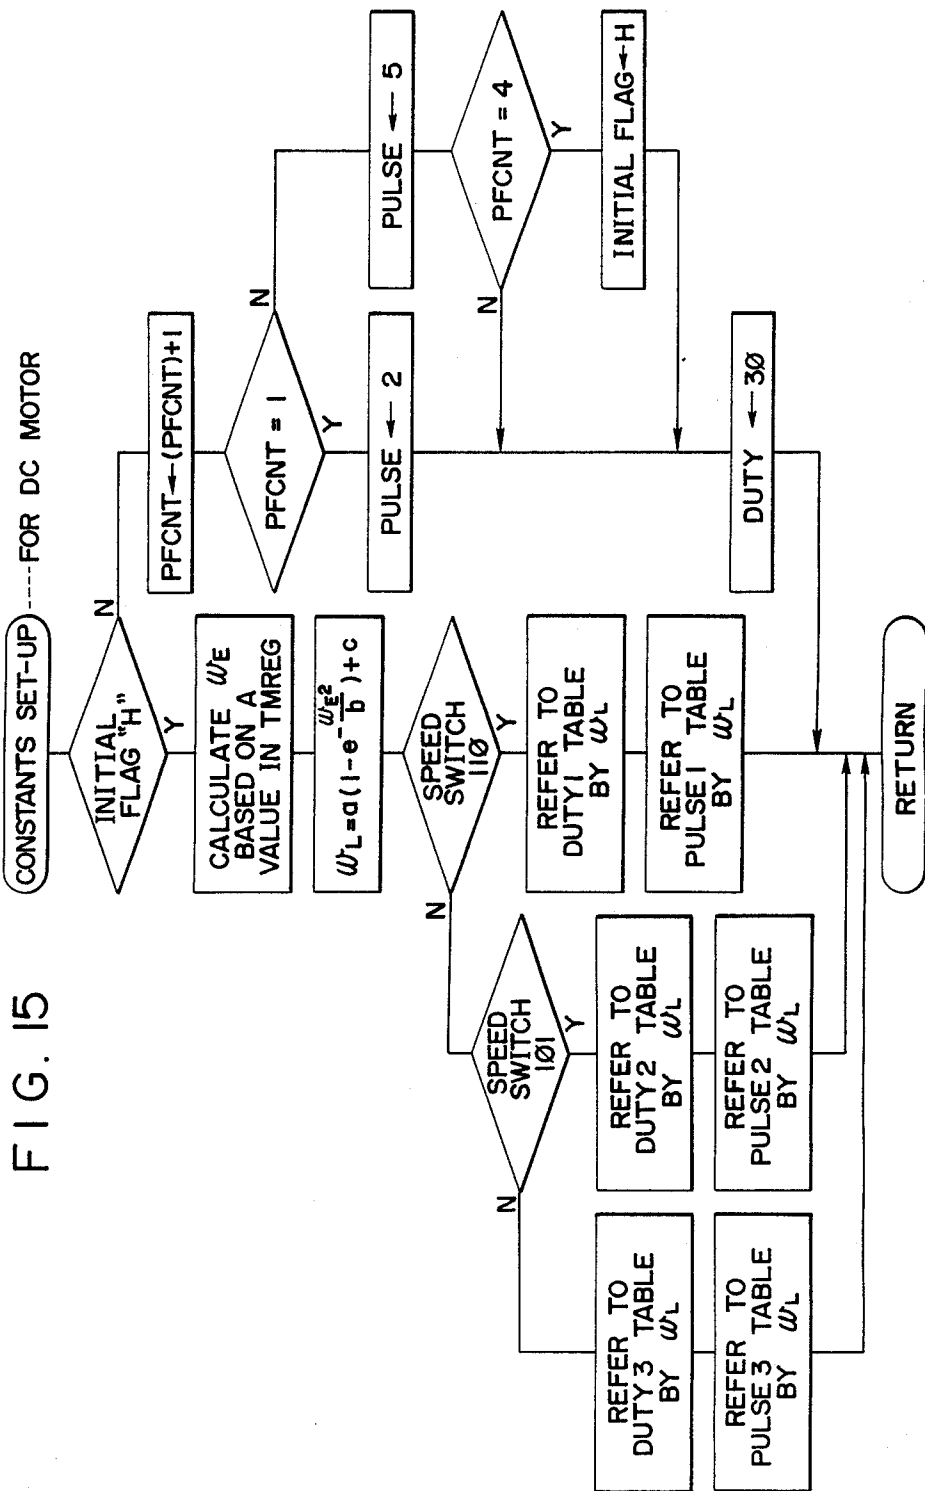 FIG. 15
CONSTANTS SET-UP ----FOR DC MOTOR
INITIAL
FLAG "H"
N
Y
PFCNT←(PFCNT)+1
CALCULATE ωE
BASED ON A
VALUE IN TMREG
PFCNT = 1
N
Y
ωL=a(1-e^-ωE²/b)+c
PULSE ← 2
PULSE ← 5
SPEED
SWITCH
11Ø
N
Y
PFCNT = 4
N
Y
SPEED
SWITCH
1Ø1
N
Y
REFER TO
DUTY1 TABLE
BY ωL
INITIAL FLAG←H
REFER TO
DUTY3 TABLE
BY ωL
REFER TO
DUTY2 TABLE
BY ωL
REFER TO
PULSE1 TABLE
BY ωL
REFER TO
PULSE3 TABLE
BY ωL
REFER TO
PULSE2 TABLE
BY ωL
DUTY ← 3Ø
RETURN